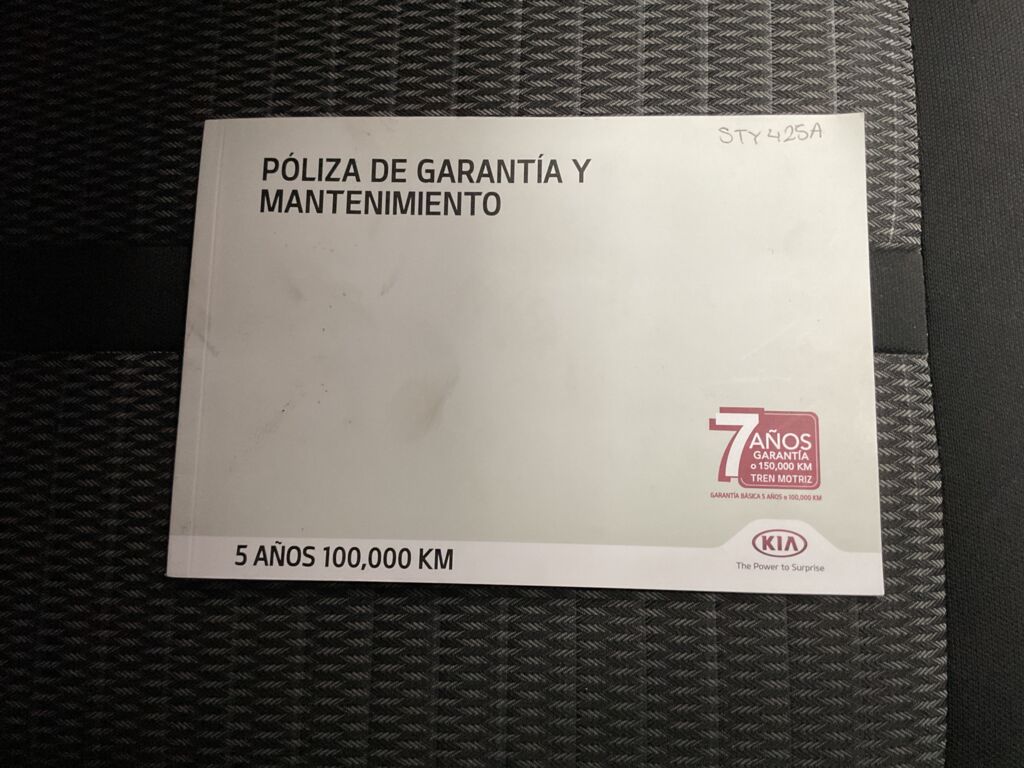 STY425A
PÓLIZA DE GARANTÍA Y
MANTENIMIENTO
7 AÑOS
GARANTÍA
o 150,000 KM
TREN MOTRIZ
GARANTÍA BÁSICA 5 AÑOS o 100,000 KM
5 AÑOS 100,000 KM
KIA
The Power to Surprise